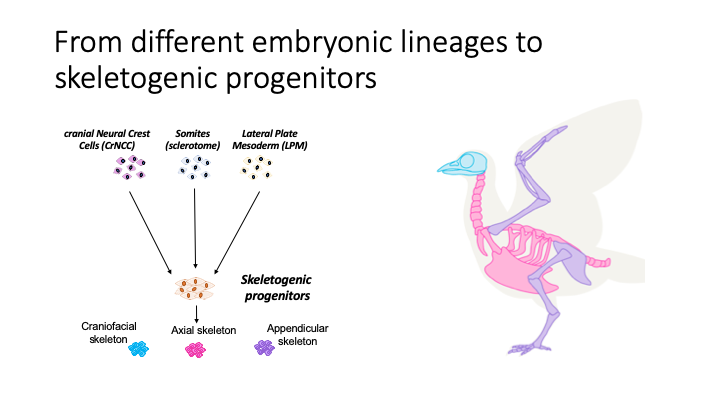 From different embryonic lineages to
skeletogenic progenitors
cranial Neural Crest
Cells (CrNCC)
Somites
(sclerotome)
Lateral Plate
Mesoderm (LPM)
Skeletogenic
progenitors
Craniofacial
skeleton
Axial skeleton
Appendicular
skeleton